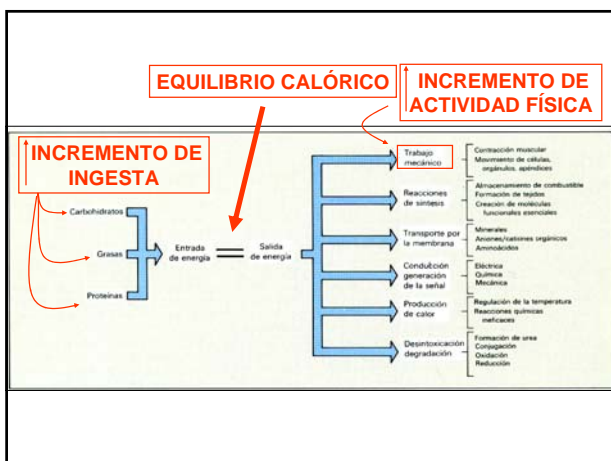 EQUILIBRIO CALÓRICO
INCREMENTO DE
ACTIVIDAD FÍSICA
INCREMENTO DE
INGESTA
Carbohidratos
Grasas
Proteínas
Entrada
de energía
Salida
de energía
Trabajo
mecánico
Contracción muscular
Movimiento de células,
orgánulos, apéndices
Reacciones
de síntesis
Almacenamiento de combustible
Formación de tejidos
Creación de moléculas
funcionales esenciales
Transporte por
la membrana
Minerales
Aniones/cationes orgánicos
Aminoácidos
Conducción
generación
de la señal
Eléctrica
Química
Mecánica
Producción
de calor
Regulación de la temperatura
Reacciones químicas
ineficaces
Desintoxicación
degradación
Formación de urea
Conjugación
Oxidación
Reducción